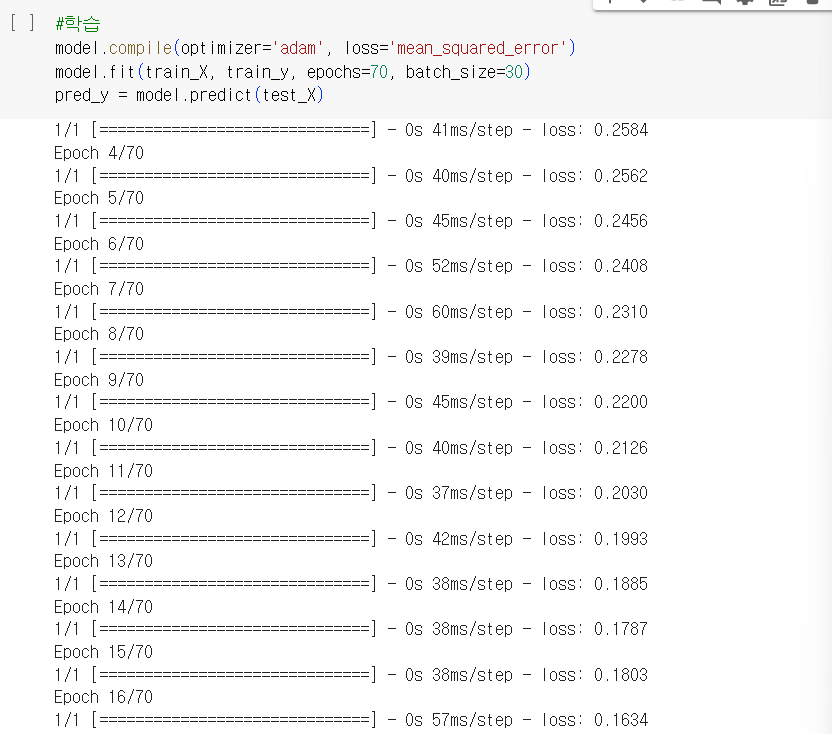 [ ] #학습
model.compile(optimizer='adam', loss='mean_squared_error')
model.fit(train_X, train_y, epochs=70, batch_size=30)
pred_y = model.predict(test_X)
1/1 [==============================] - 0s 41ms/step - loss: 0.2584
Epoch 4/70
1/1 [==============================] - 0s 40ms/step - loss: 0.2562
Epoch 5/70
1/1 [==============================] - 0s 45ms/step - loss: 0.2456
Epoch 6/70
1/1 [==============================] - 0s 52ms/step - loss: 0.2408
Epoch 7/70
1/1 [==============================] - 0s 60ms/step - loss: 0.2310
Epoch 8/70
1/1 [==============================] - 0s 39ms/step - loss: 0.2278
Epoch 9/70
1/1 [==============================] - 0s 45ms/step - loss: 0.2200
Epoch 10/70
1/1 [==============================] - 0s 40ms/step - loss: 0.2126
Epoch 11/70
1/1 [==============================] - 0s 37ms/step - loss: 0.2030
Epoch 12/70
1/1 [==============================] - 0s 42ms/step - loss: 0.1993
Epoch 13/70
1/1 [==============================] - 0s 38ms/step - loss: 0.1885
Epoch 14/70
1/1 [==============================] - 0s 38ms/step - loss: 0.1787
Epoch 15/70
1/1 [==============================] - 0s 38ms/step - loss: 0.1803
Epoch 16/70
1/1 [==============================] - 0s 57ms/step - loss: 0.1634